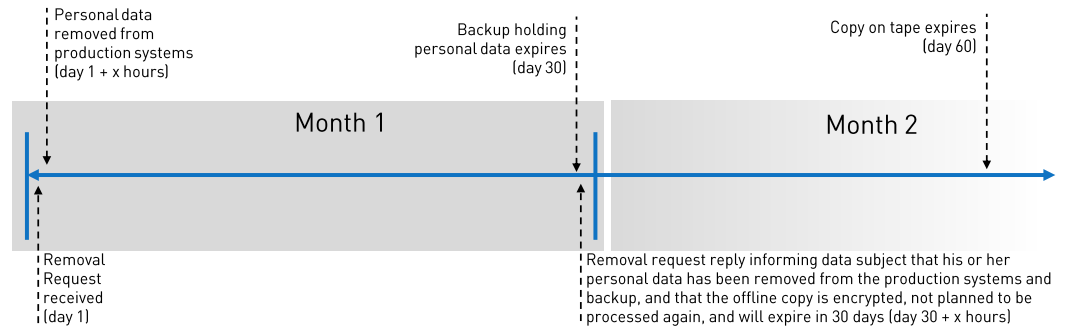 Personal data
removed from
production systems
(day 1 + x hours)
Backup holding
personal data expires
(day 30)
Copy on tape expires
(day 60)
Month 1
Month 2
Removal
Request
received
(day 1)
Removal request reply informing data subject that his or her
personal data has been removed from the production systems and
backup, and that the offline copy is encrypted, not planned to be
processed again, and will expire in 30 days (day 30 + x hours)